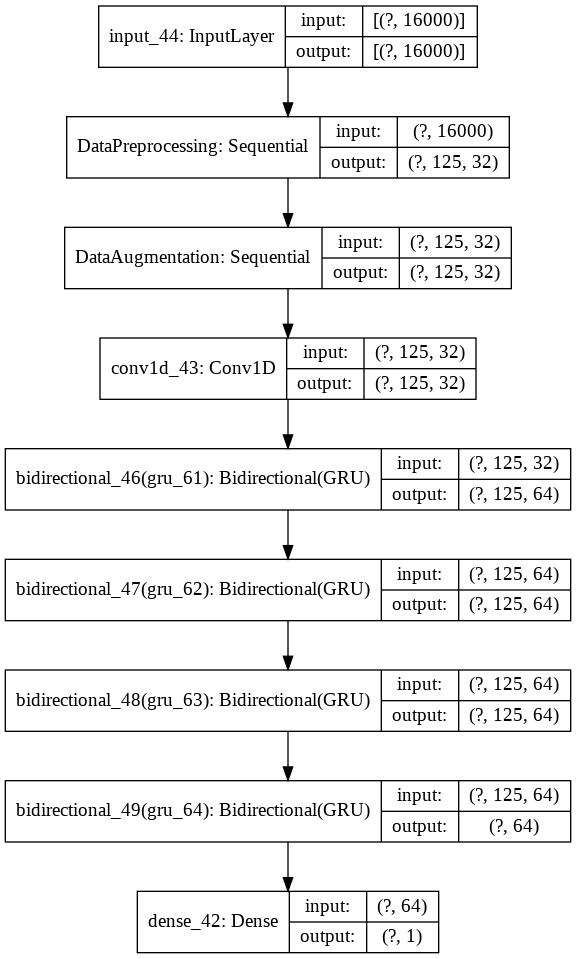 input_44: InputLayer
input: [(?, 16000)]
output: [(?, 16000)]
DataPreprocessing: Sequential
input: (?, 16000)
output: (?, 125, 32)
DataAugmentation: Sequential
input: (?, 125, 32)
output: (?, 125, 32)
conv1d_43: Conv1D
input: (?, 125, 32)
output: (?, 125, 32)
bidirectional_46(gru_61): Bidirectional(GRU)
input: (?, 125, 32)
output: (?, 125, 64)
bidirectional_47(gru_62): Bidirectional(GRU)
input: (?, 125, 64)
output: (?, 125, 64)
bidirectional_48(gru_63): Bidirectional(GRU)
input: (?, 125, 64)
output: (?, 125, 64)
bidirectional_49(gru_64): Bidirectional(GRU)
input: (?, 125, 64)
output: (?, 64)
dense_42: Dense
input: (?, 64)
output: (?, 1)